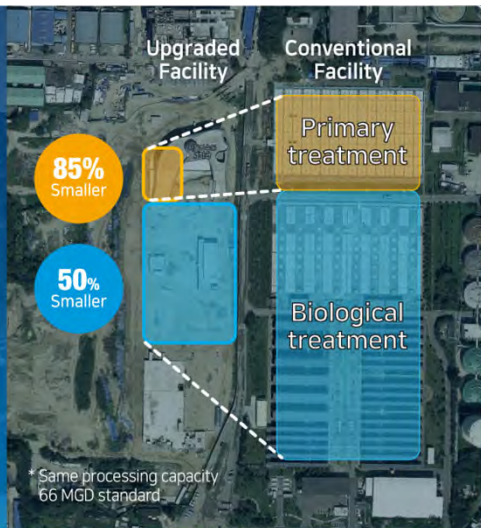 Upgraded
Facility
Conventional
Facility
85%
Smaller
50%
Smaller
Primary
treatment
Biological
treatment
* Same processing capacity
66 MGD standard